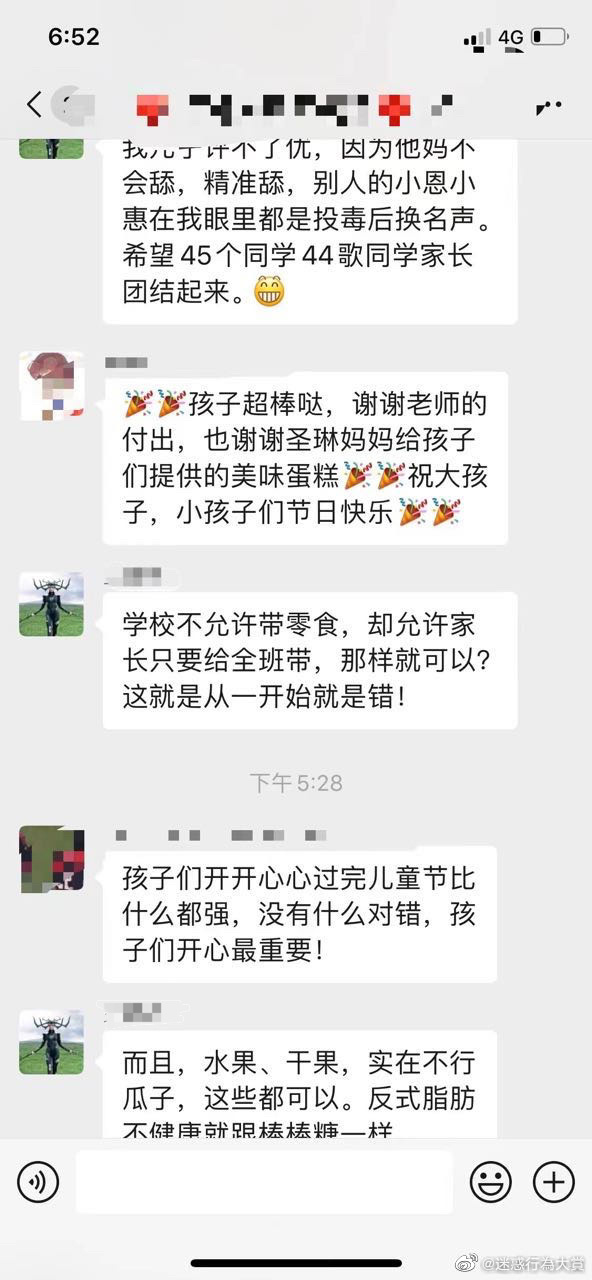 6:52
4G
我几乎评不了优，因为他妈不
会舔，精准舔，别人的小恩小
惠在我眼里都是投毒后换名声。
希望45个同学44歌同学家长
团结起来。😁
🎉🎉孩子超棒哒，谢谢老师的
付出，也谢谢圣琳妈妈给孩子
们提供的美味蛋糕🎉🎉祝大孩
子，小孩子们节日快乐🎉🎉
学校不允许带零食，却允许家
长只要给全班带，那样就可以?
这就是从一开始就是错!
下午5:28
孩子们开开心心过完儿童节比
什么都强，没有什么对错，孩
子们开心最重要!
而且，水果、干果，实在不行
瓜子，这些都可以。反式脂肪
不健康就跟棒棒糖一样
@迷惑行為大賞